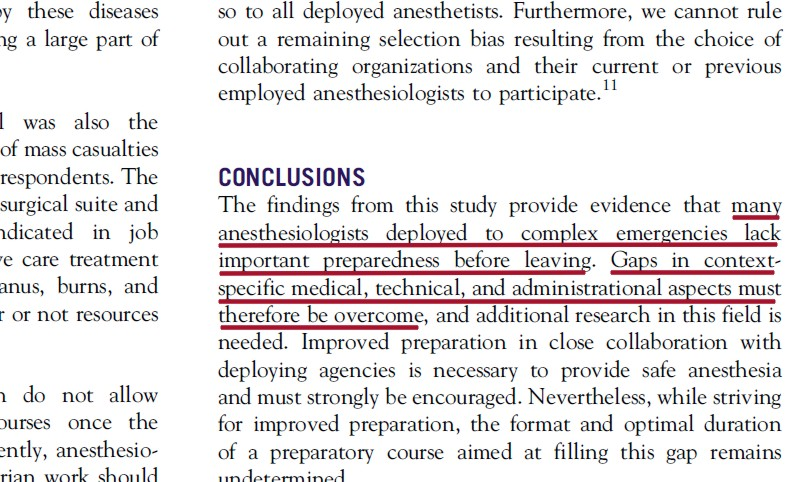 y these diseases
ng a large part of
l was also the
of mass casualties
respondents. The
surgical suite and
ndicated in job
ve care treatment
anus, burns, and
r or not resources
n do not allow
ourses once the
ently, anesthesio-
rian work should
so to all deployed anesthetists. Furthermore, we cannot rule
out a remaining selection bias resulting from the choice of
collaborating organizations and their current or previous
employed anesthesiologists to participate.11
CONCLUSIONS
The findings from this study provide evidence that many
anesthesiologists deployed to complex emergencies lack
important preparedness before leaving. Gaps in context-
specific medical, technical, and administrational aspects must
therefore be overcome, and additional research in this field is
needed. Improved preparation in close collaboration with
deploying agencies is necessary to provide safe anesthesia
and must strongly be encouraged. Nevertheless, while striving
for improved preparation, the format and optimal duration
of a preparatory course aimed at filling this gap remains
undetermined.